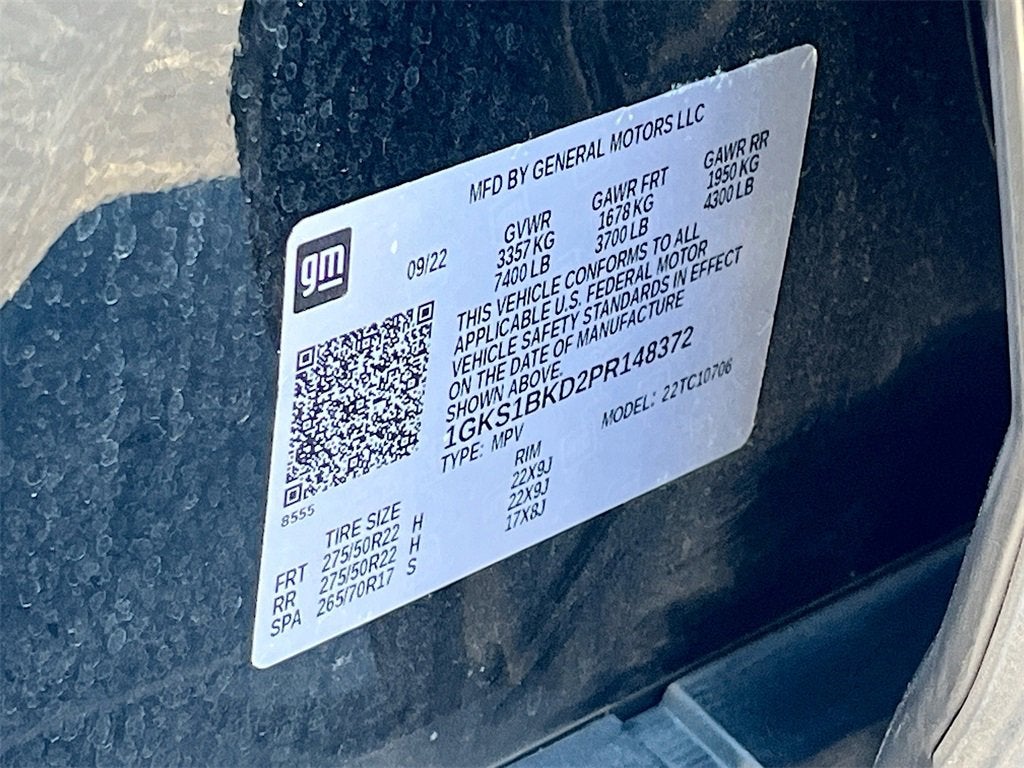 MFD BY GENERAL MOTORS LLC
gm
09/22
GVWR GAWR FRT GAWR RR
3357 KG 1678 KG 1950 KG
7400 LB 3700 LB 4300 LB
THIS VEHICLE CONFORMS TO ALL
APPLICABLE U.S. FEDERAL MOTOR
VEHICLE SAFETY STANDARDS IN EFFECT
ON THE DATE OF MANUFACTURE
SHOWN ABOVE.
1GKS1BKD2PR148372
TYPE: MPV MODEL: 22TC10706
8555
TIRE SIZE RIM
FRT 275/50R22 H 22X9J
RR 275/50R22 H 22X9J
SPA 265/70R17 S 17X8J